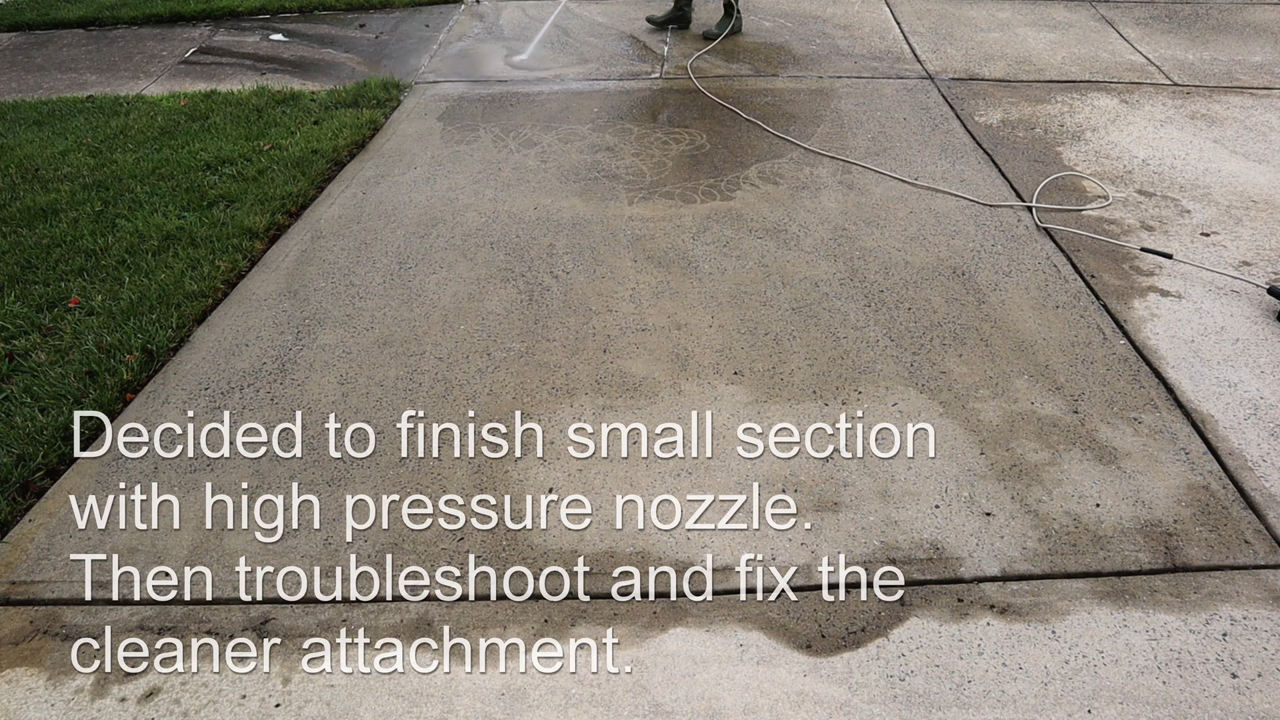 Decided to finish small section
with high pressure nozzle.
Then troubleshoot and fix the
cleaner attachment.